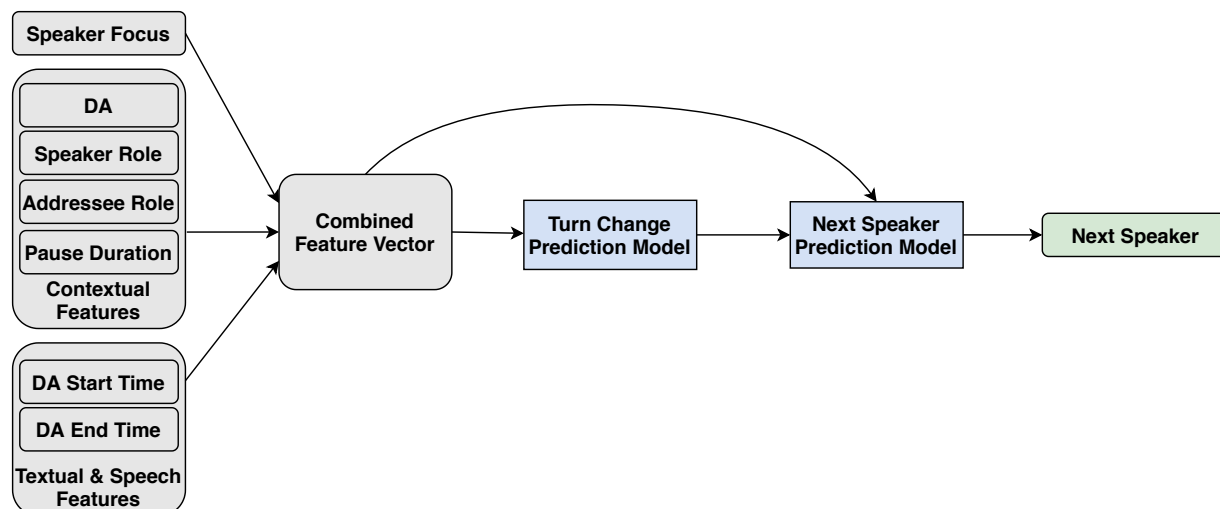 Speaker Focus
DA
Speaker Role
Addressee Role
Pause Duration
Contextual
Features
DA Start Time
DA End Time
Textual & Speech
Features
Combined
Feature Vector
Turn Change
Prediction Model
Next Speaker
Prediction Model
Next Speaker